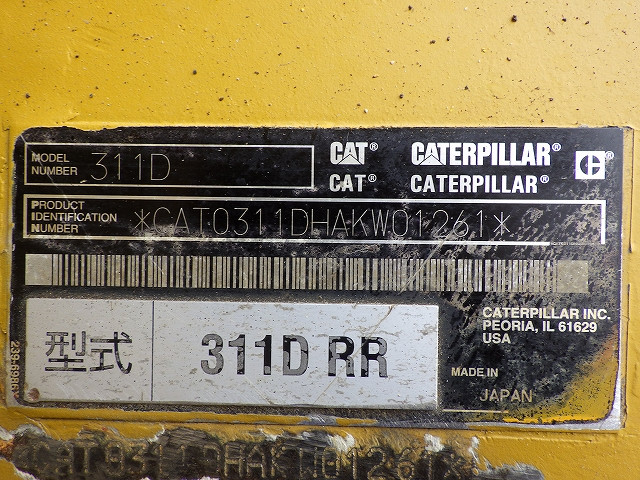 MODEL NUMBER 311D
CAT® CATERPILLAR®
CAT® CATERPILLAR®
PRODUCT IDENTIFICATION NUMBER *CAT0311DHAKW01261*
型式 311D RR
CATERPILLAR INC.
PEORIA, IL 61629
USA
MADE IN JAPAN